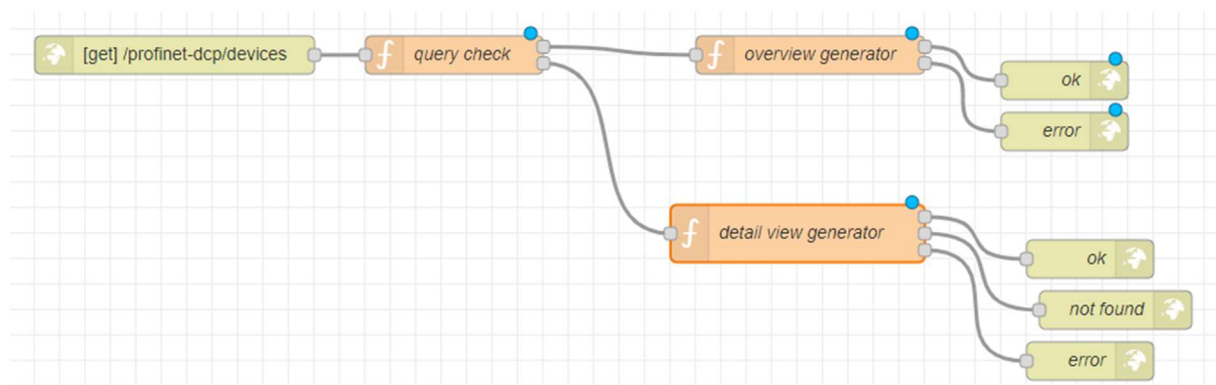 [get] /profinet-dcp/devices
query check
overview generator
ok
error
detail view generator
ok
not found
error